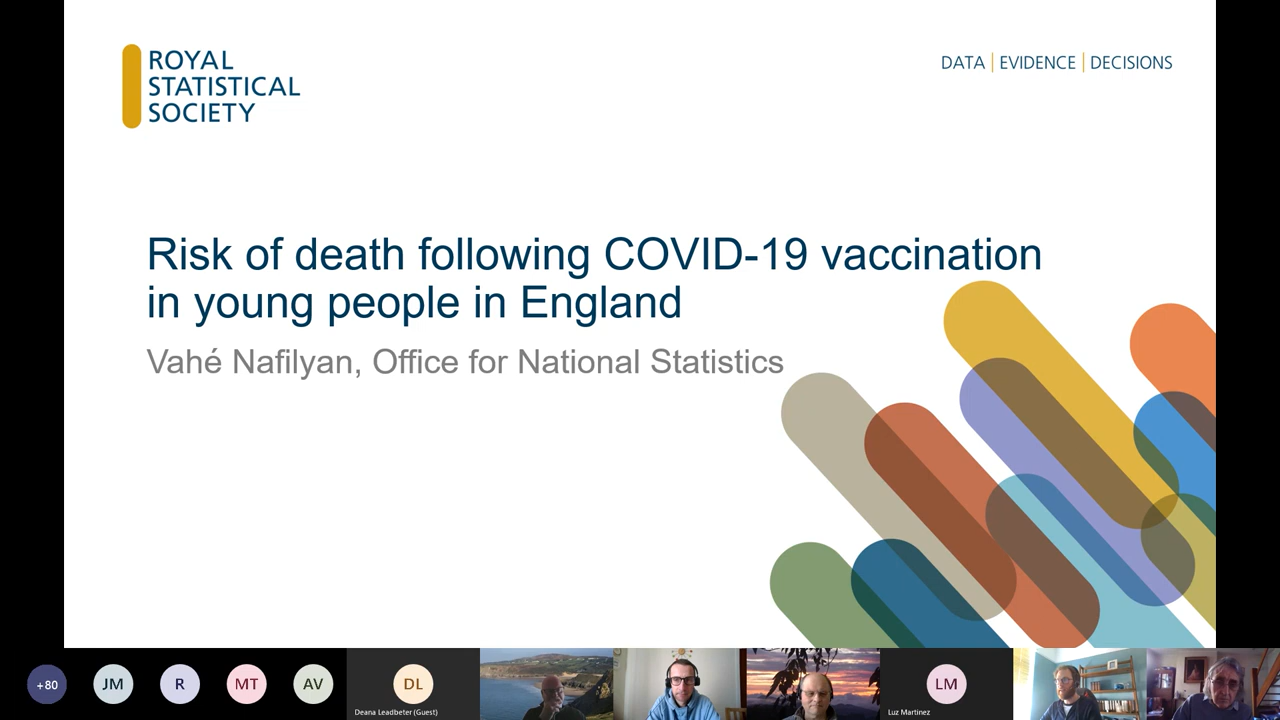 ROYAL
STATISTICAL
SOCIETY
DATA | EVIDENCE | DECISIONS
Risk of death following COVID-19 vaccination
in young people in England
Vahé Nafilyan, Office for National Statistics
+80
JM
R
MT
AV
DL
Deana Leadbeter (Guest)
LM
Luz Martinez